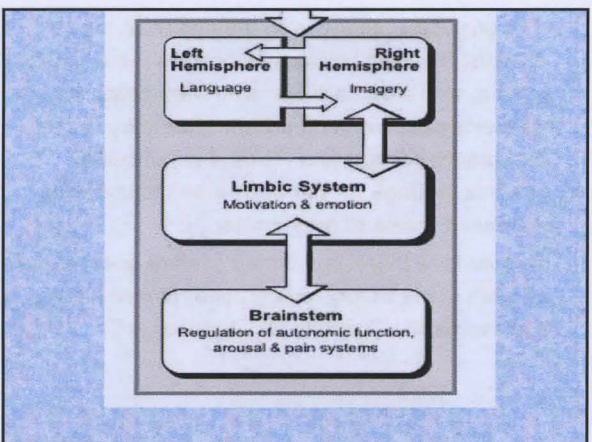 Left
Hemisphere
Language
Right
Hemisphere
Imagery
Limbic System
Motivation & emotion
Brainstem
Regulation of autonomic function,
arousal & pain systems